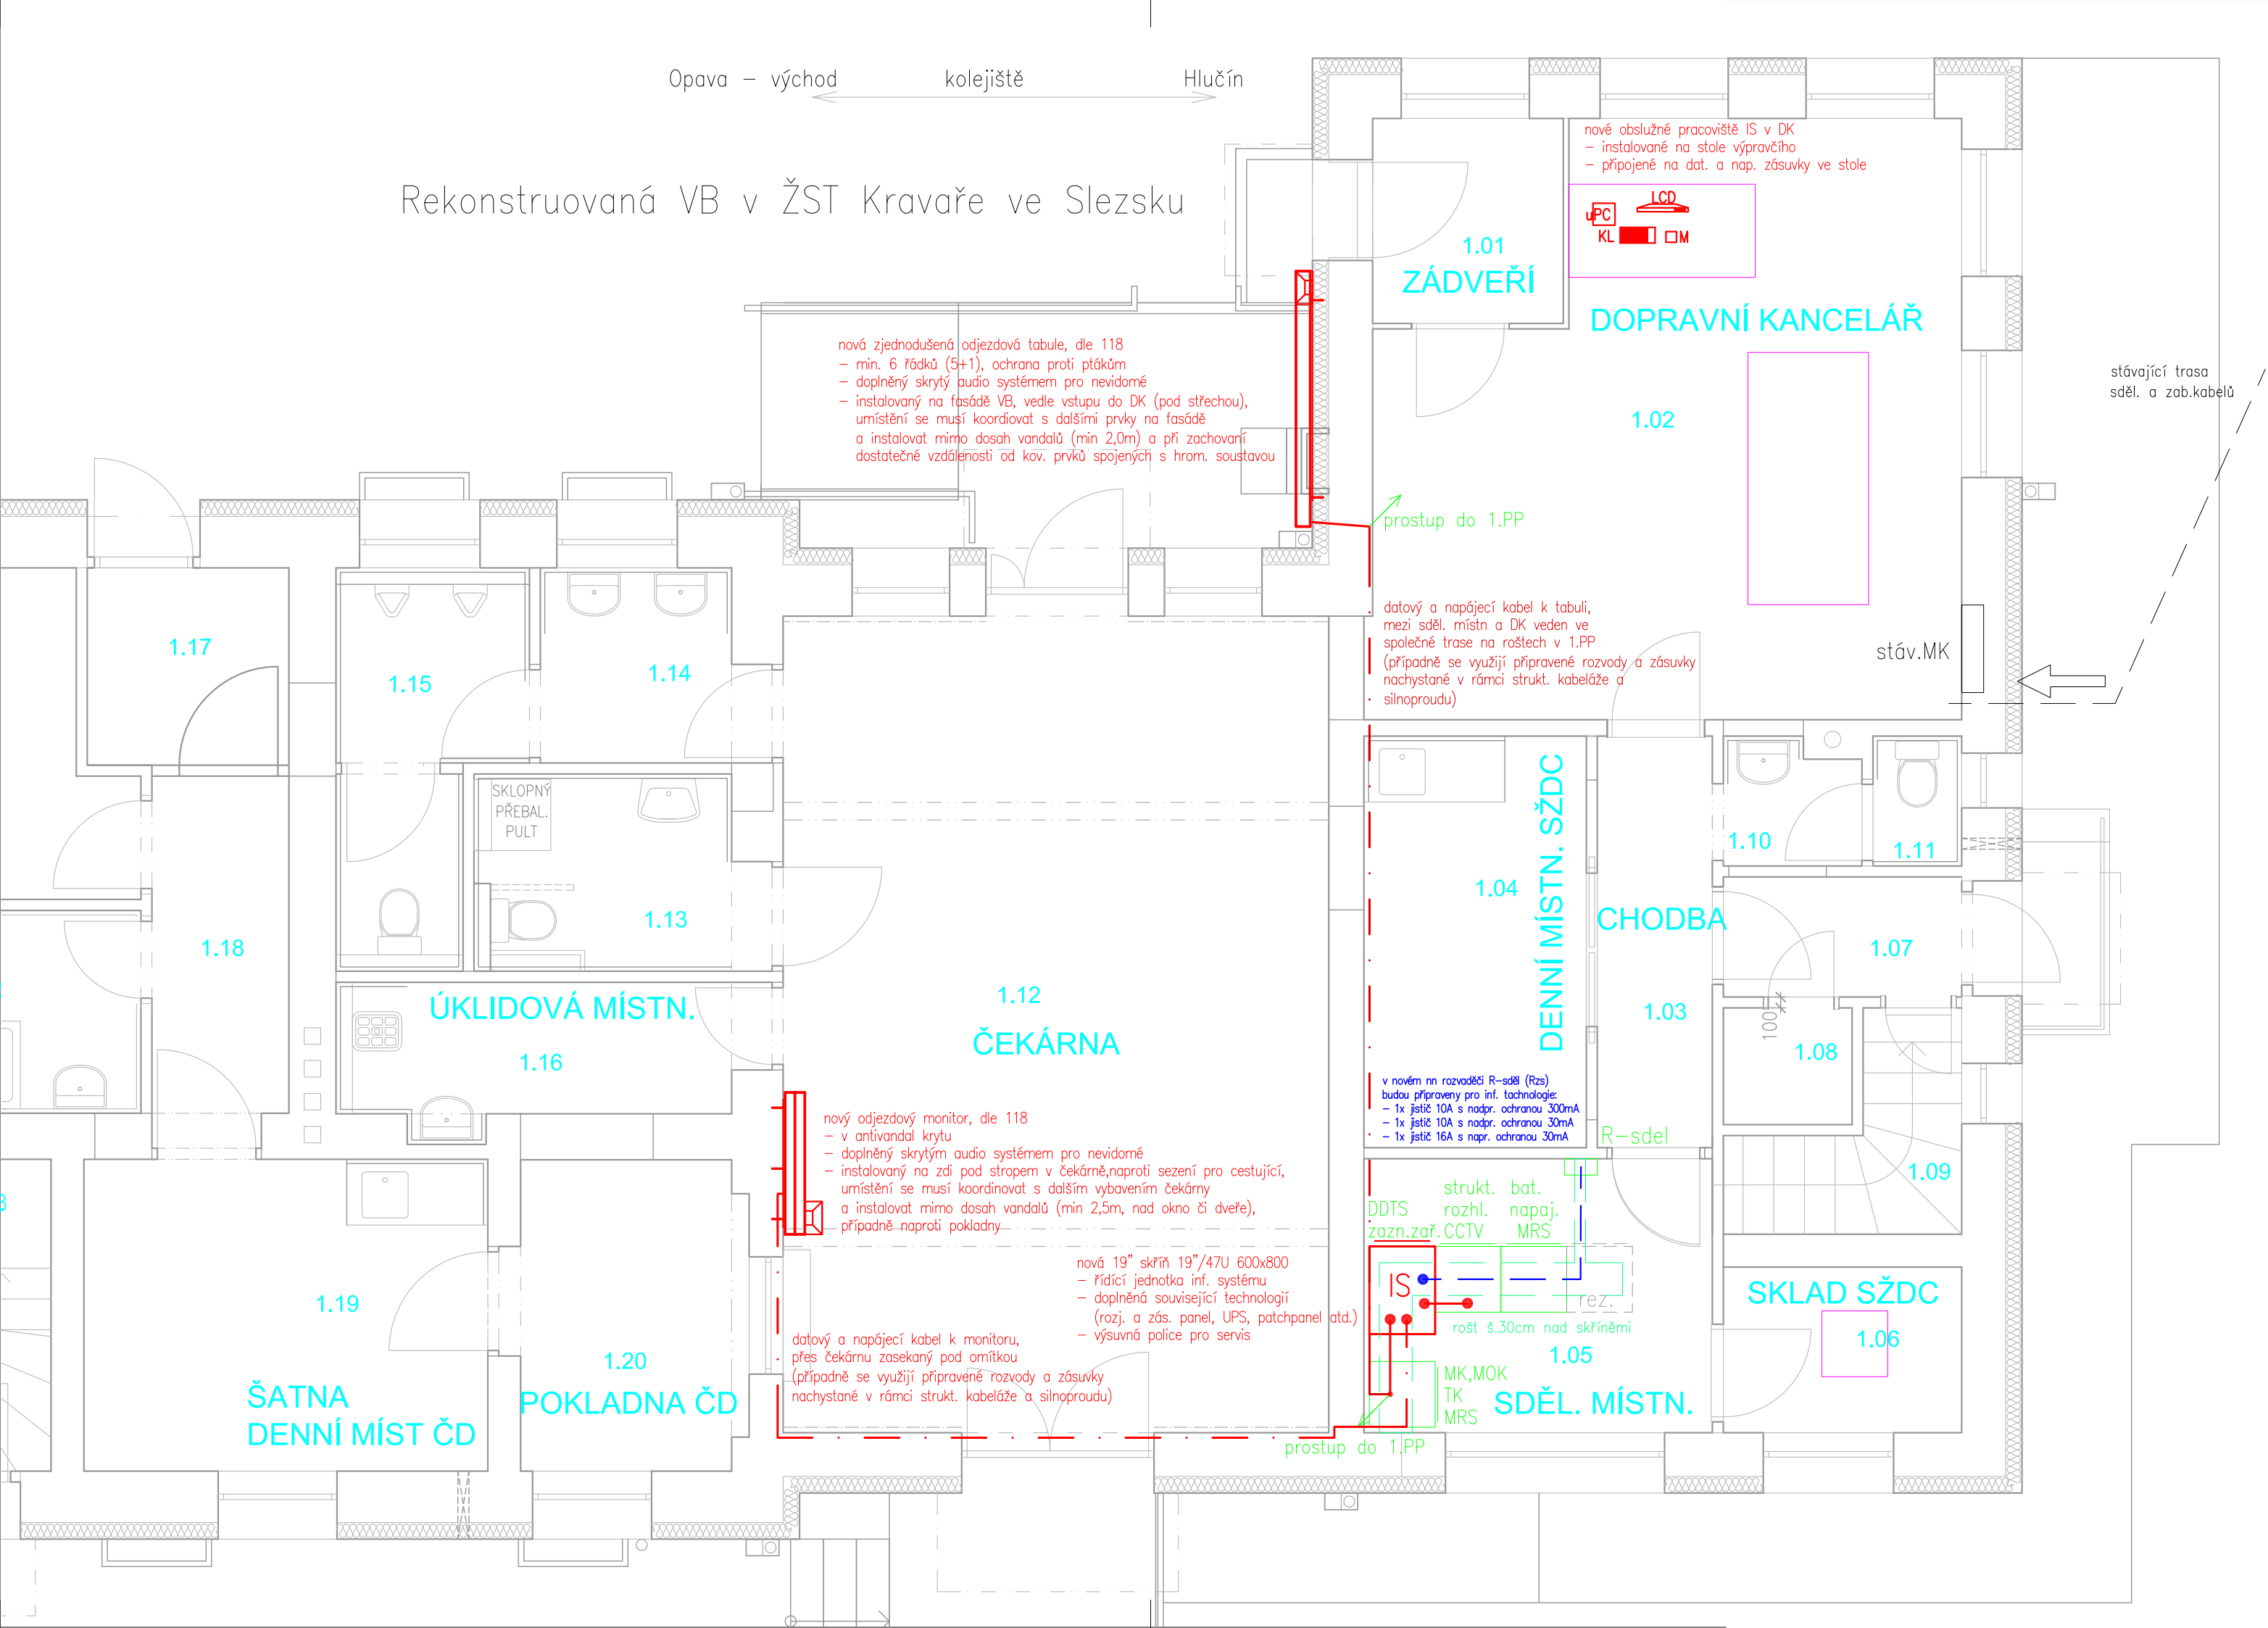 Opava – východ
kolejiště
Hlučín
Rekonstruovaná VB v ŽST Kravaře ve Slezsku
nové obslužné pracoviště IS v DK
– instalované na stole výpravčího
– připojené na dat. a nap. zásuvky ve stole
LCD
uPC
KL
M
1.01
ZÁDVEŘÍ
DOPRAVNÍ KANCELÁŘ
1.02
stávající trasa
sděl. a zab.kabelů
nová zjednodušená odjezdová tabule, dle 118
– min. 6 řádků (5+1), ochrana proti ptákům
– doplněný skrytý audio systémem pro nevidomé
– instalovaný na fasádě VB, vedle vstupu do DK (pod střechou),
umístění se musí koordiovat s dalšími prvky na fasádě
a instalovat mimo dosah vandalů (min 2,0m) a při zachovaní
dostatečné vzdálenosti od kov. prvků spojených s hrom. soustavou
prostup do 1.PP
datový a napájecí kabel k tabuli,
mezi sděl. místn a DK veden ve
společné trase na roštech v 1.PP
(případně se využijí připravené rozvody a zásuvky
nachystané v rámci strukt. kabeláže a
silnoproudu)
stáv.MK
1.17
1.15
1.14
SKLOPNÝ
PŘEBAL.
PULT
1.13
1.18
ÚKLIDOVÁ MÍSTN.
1.16
1.12
ČEKÁRNA
1.04
DENNÍ MÍSTN. SŽDC
CHODBA
1.03
1.10
1.11
1.07
100
1.08
1.09
v novém nn rozvaděči R–sděl (Rzs)
budou připraveny pro inf. tachnologie:
– 1x jistič 10A s nadpr. ochranou 300mA
– 1x jistič 10A s nadpr. ochranou 30mA
– 1x jistič 16A s napr. ochranou 30mA
R–sdel
nový odjezdový monitor, dle 118
– v antivandal krytu
– doplněný skrytým audio systémem pro nevidomé
– instalovaný na zdi pod stropem v čekárně,naproti sezení pro cestující,
umístění se musí koordinovat s dalším vybavením čekárny
a instalovat mimo dosah vandalů (min 2,5m, nad okno či dveře),
případně naproti pokladny
DDTS
zazn.zař.
strukt.
rozhl.
CCTV
bat.
napaj.
MRS
nová 19" skříň 19"/47U 600x800
– řídící jednotka inf. systému
– doplněná související technologií
(rozj. a zás. panel, UPS, patchpanel atd.)
– výsuvná police pro servis
IS
rez.
rošt š.30cm nad skříněmi
1.05
SDĚL. MÍSTN.
MK,MOK
TK
MRS
prostup do 1.PP
SKLAD SŽDC
1.06
datový a napájecí kabel k monitoru,
přes čekárnu zasekaný pod omítkou
(případně se využijí připravené rozvody a zásuvky
nachystané v rámci strukt. kabeláže a silnoproudu)
1.19
ŠATNA
DENNÍ MÍST ČD
1.20
POKLADNA ČD